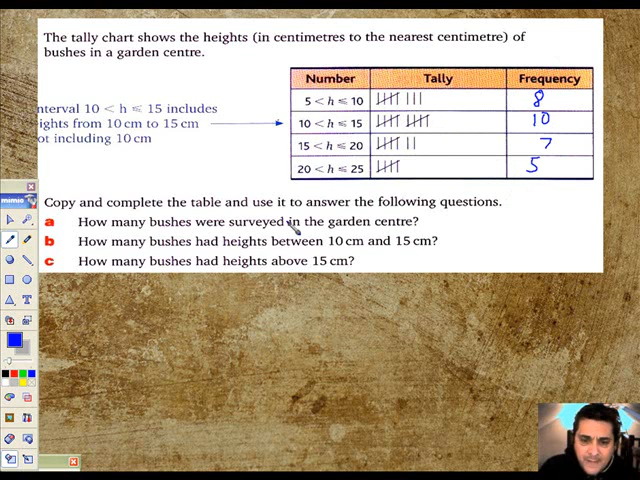 The tally chart shows the heights (in centimetres to the nearest centimetre) of
bushes in a garden centre.
Number Tally Frequency
5 < h ⩽ 10 8
10 < h ⩽ 15 10
15 < h ⩽ 20 7
20 < h ⩽ 25 5
nterval 10 < h ⩽ 15 includes
ights from 10 cm to 15 cm
ot including 10 cm
Copy and complete the table and use it to answer the following questions.
a How many bushes were surveyed in the garden centre?
b How many bushes had heights between 10 cm and 15 cm?
c How many bushes had heights above 15 cm?
mimio